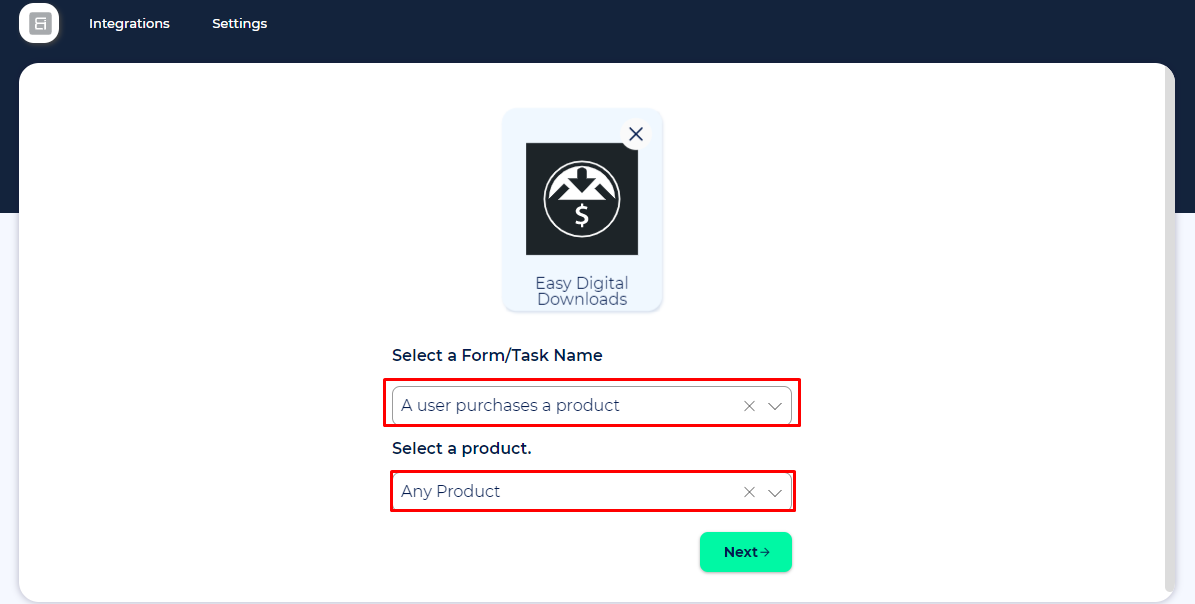 Integrations
Settings
$
Easy Digital
Downloads
Select a Form/Task Name
A user purchases a product
Select a product.
Any Product
Next→